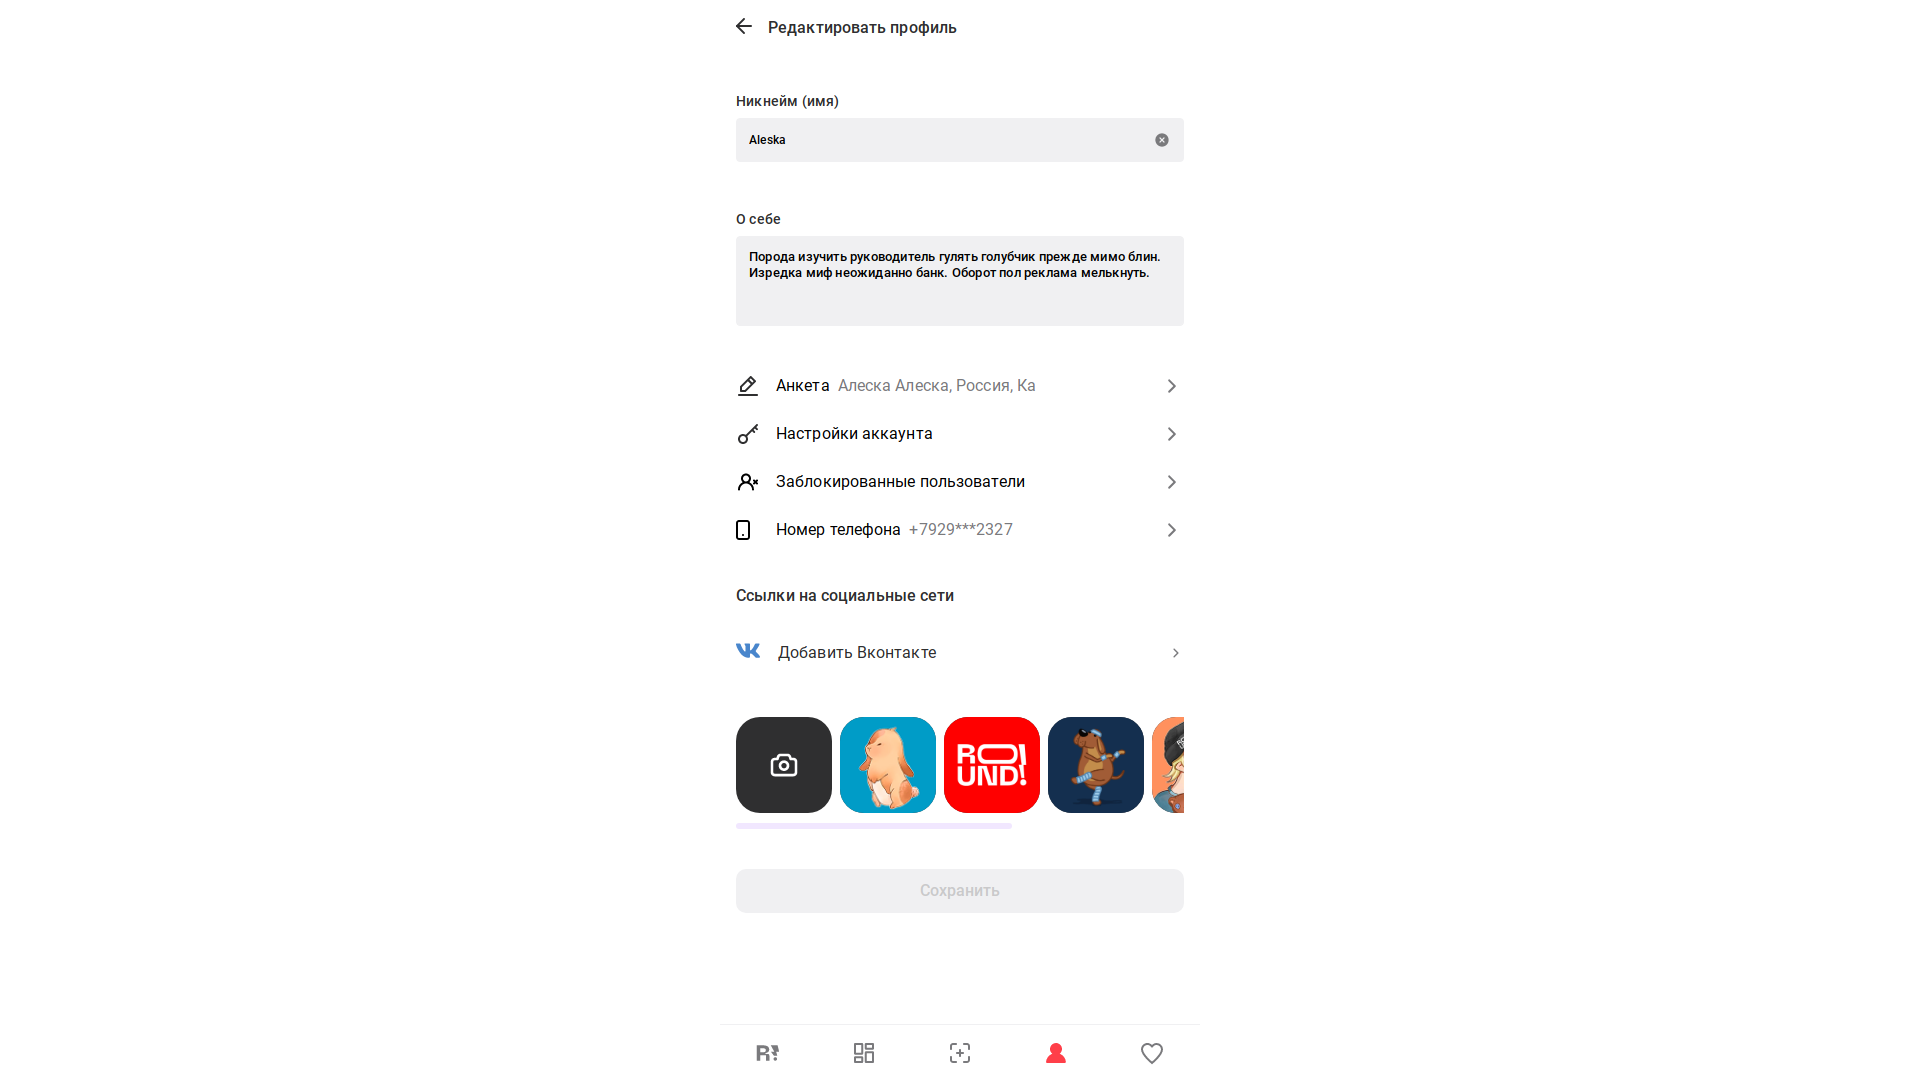 Редактировать профиль
Никнейм (имя)
Aleska
О себе
Порода изучить руководитель гулять голубчик прежде мимо блин.
Изредка миф неожиданно банк. Оборот пол реклама мелькнуть.
Анкета Алеска Алеска, Россия, Ка
Настройки аккаунта
Заблокированные пользователи
Номер телефона +7929***2327
Ссылки на социальные сети
Добавить Вконтакте
ROUND!
Сохранить
R!